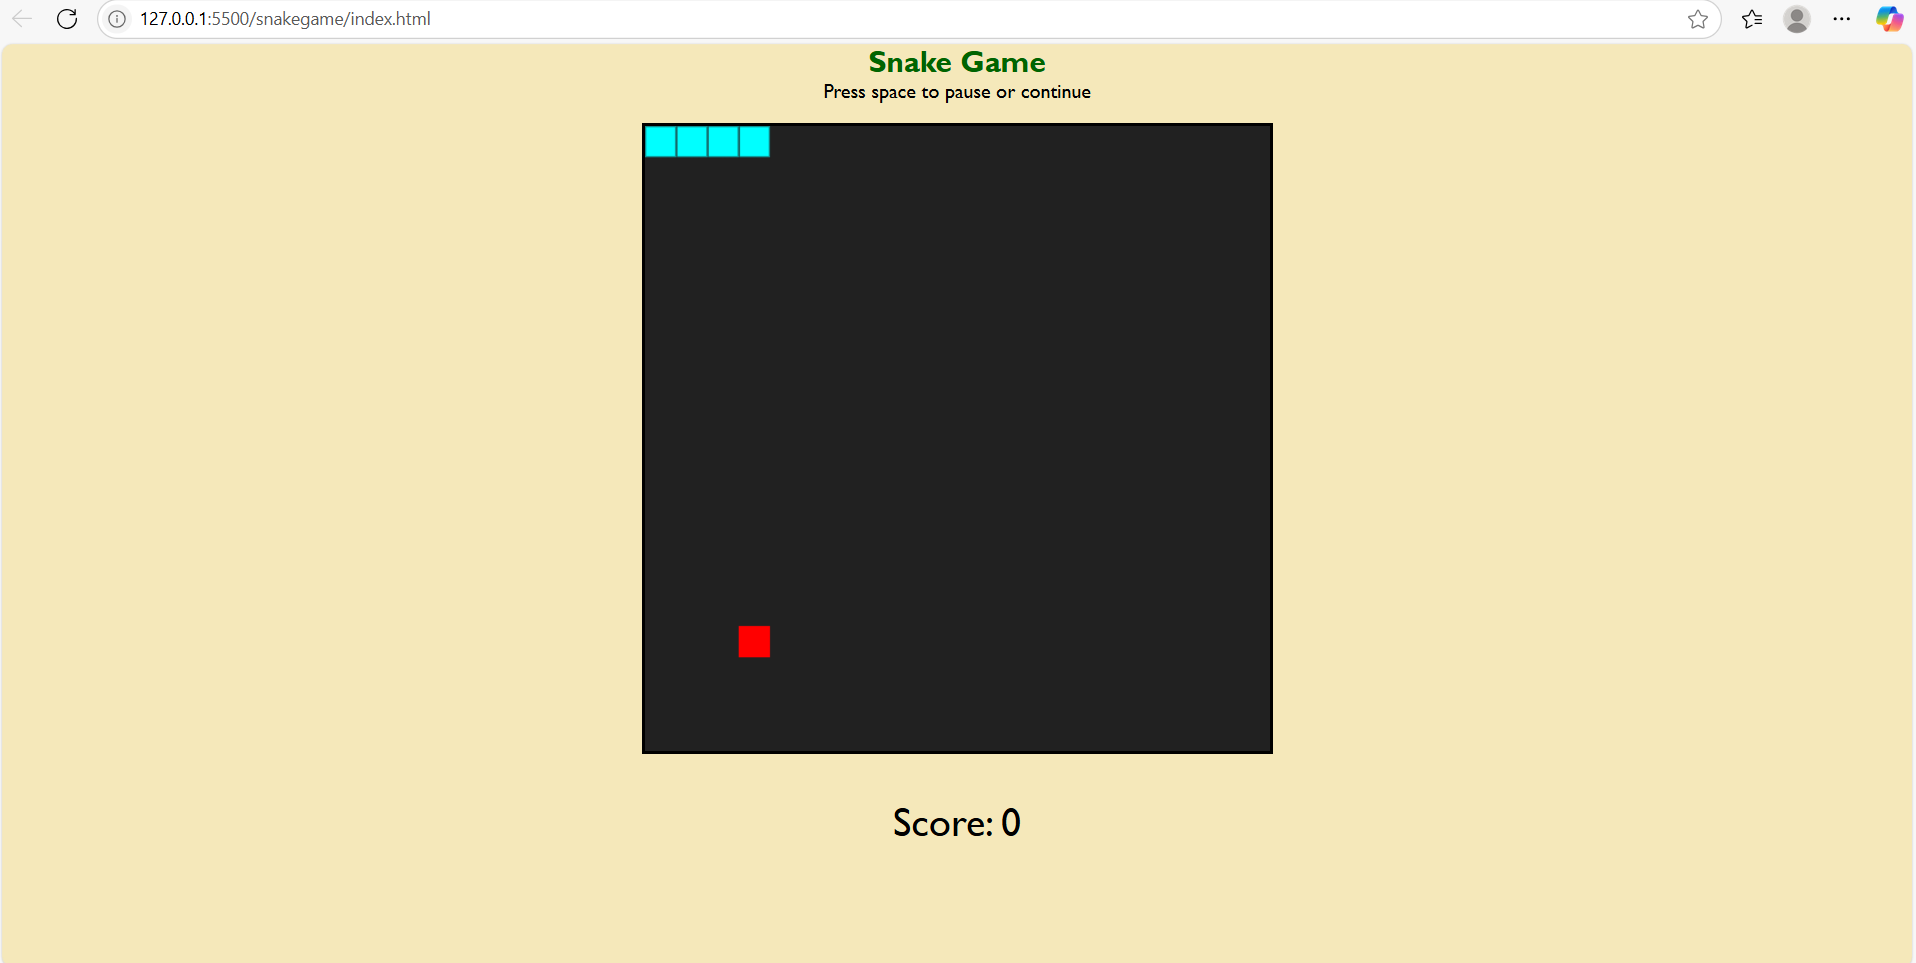 127.0.0.1:5500/snakegame/index.html
Snake Game
Press space to pause or continue
Score: 0